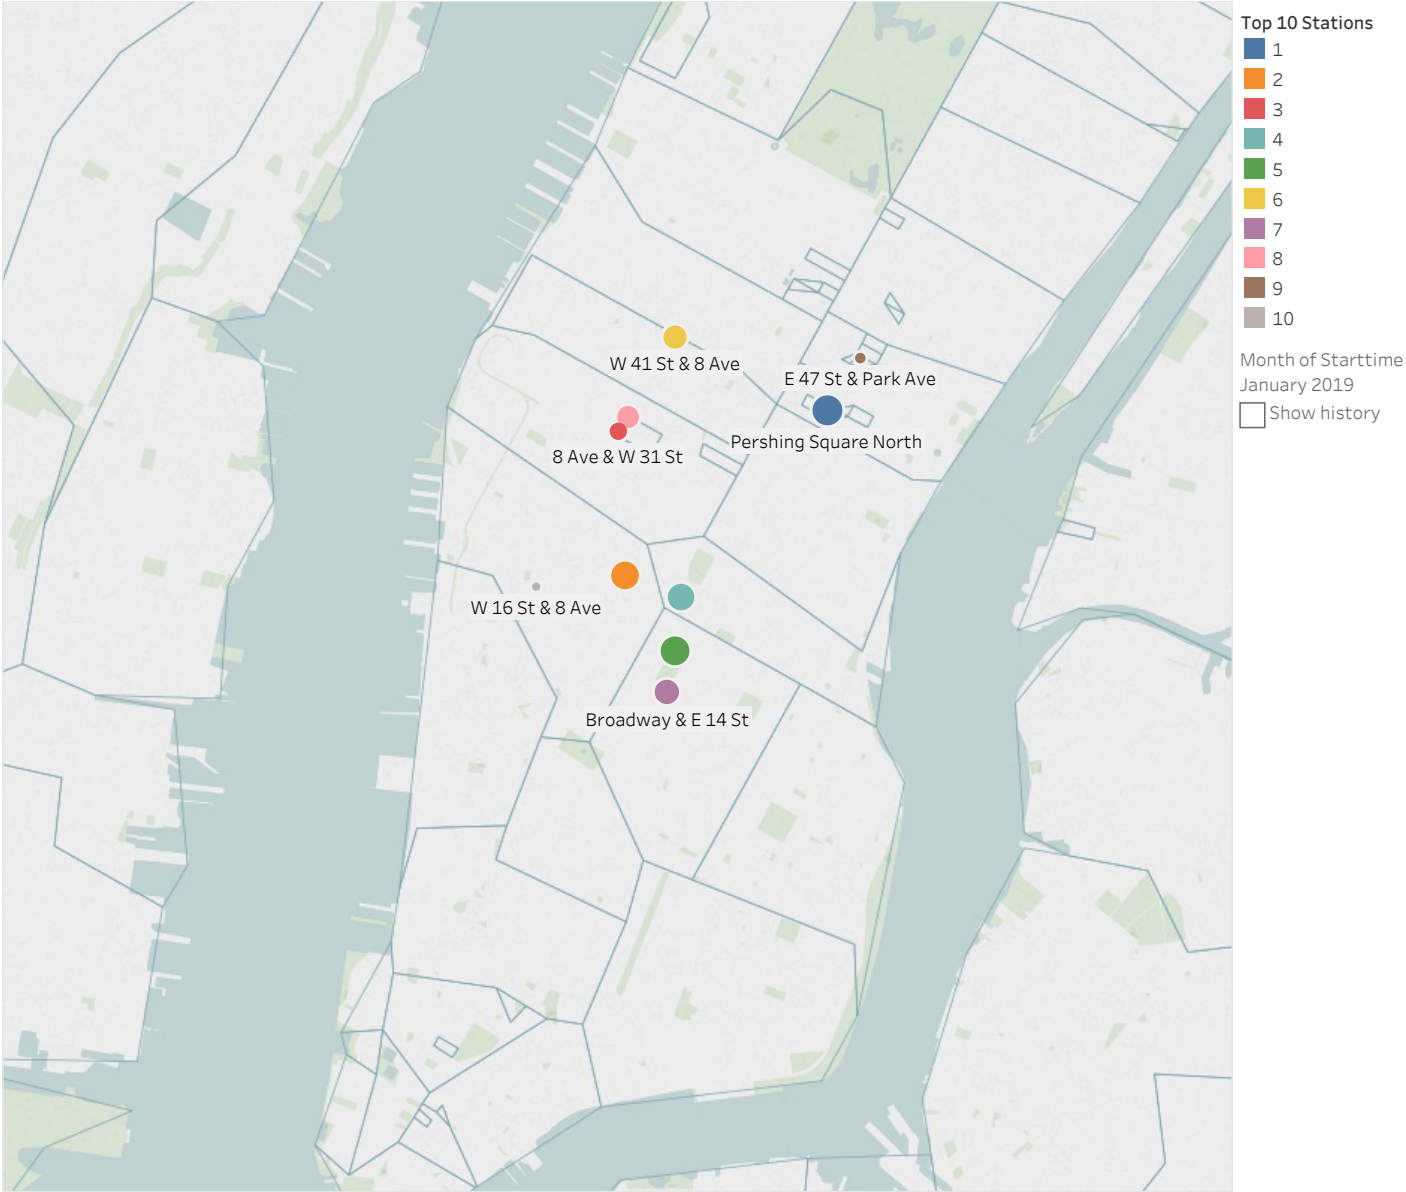 Top 10 Stations
1
2
3
4
5
6
7
8
9
10
Month of Starttime
January 2019
Show history
W 41 St & 8 Ave
E 47 St & Park Ave
Pershing Square North
8 Ave & W 31 St
W 16 St & 8 Ave
Broadway & E 14 St